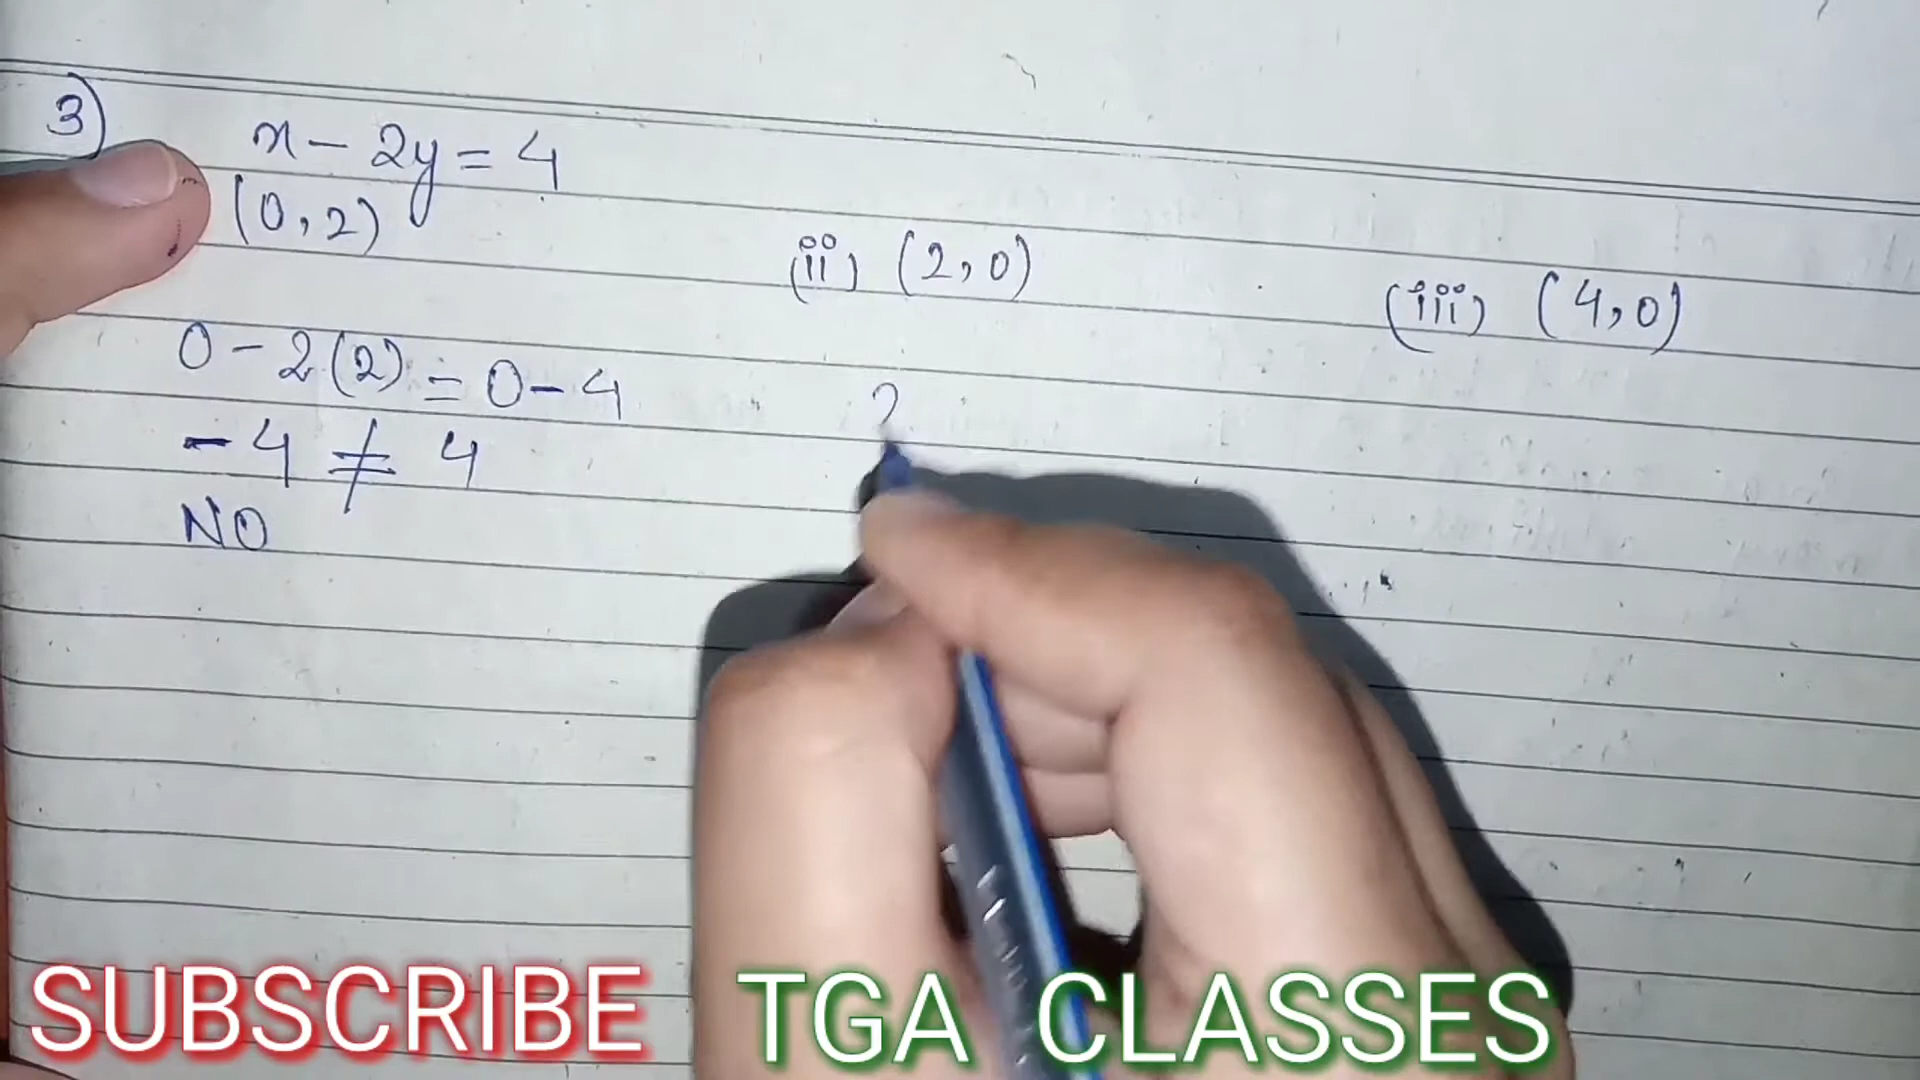 3)
x - 2y = 4
(0, 2)
(ii) (2, 0)
(iii) (4, 0)
0 - 2(2) = 0 - 4
- 4 ≠ 4
NO
2
SUBSCRIBE TGA CLASSES